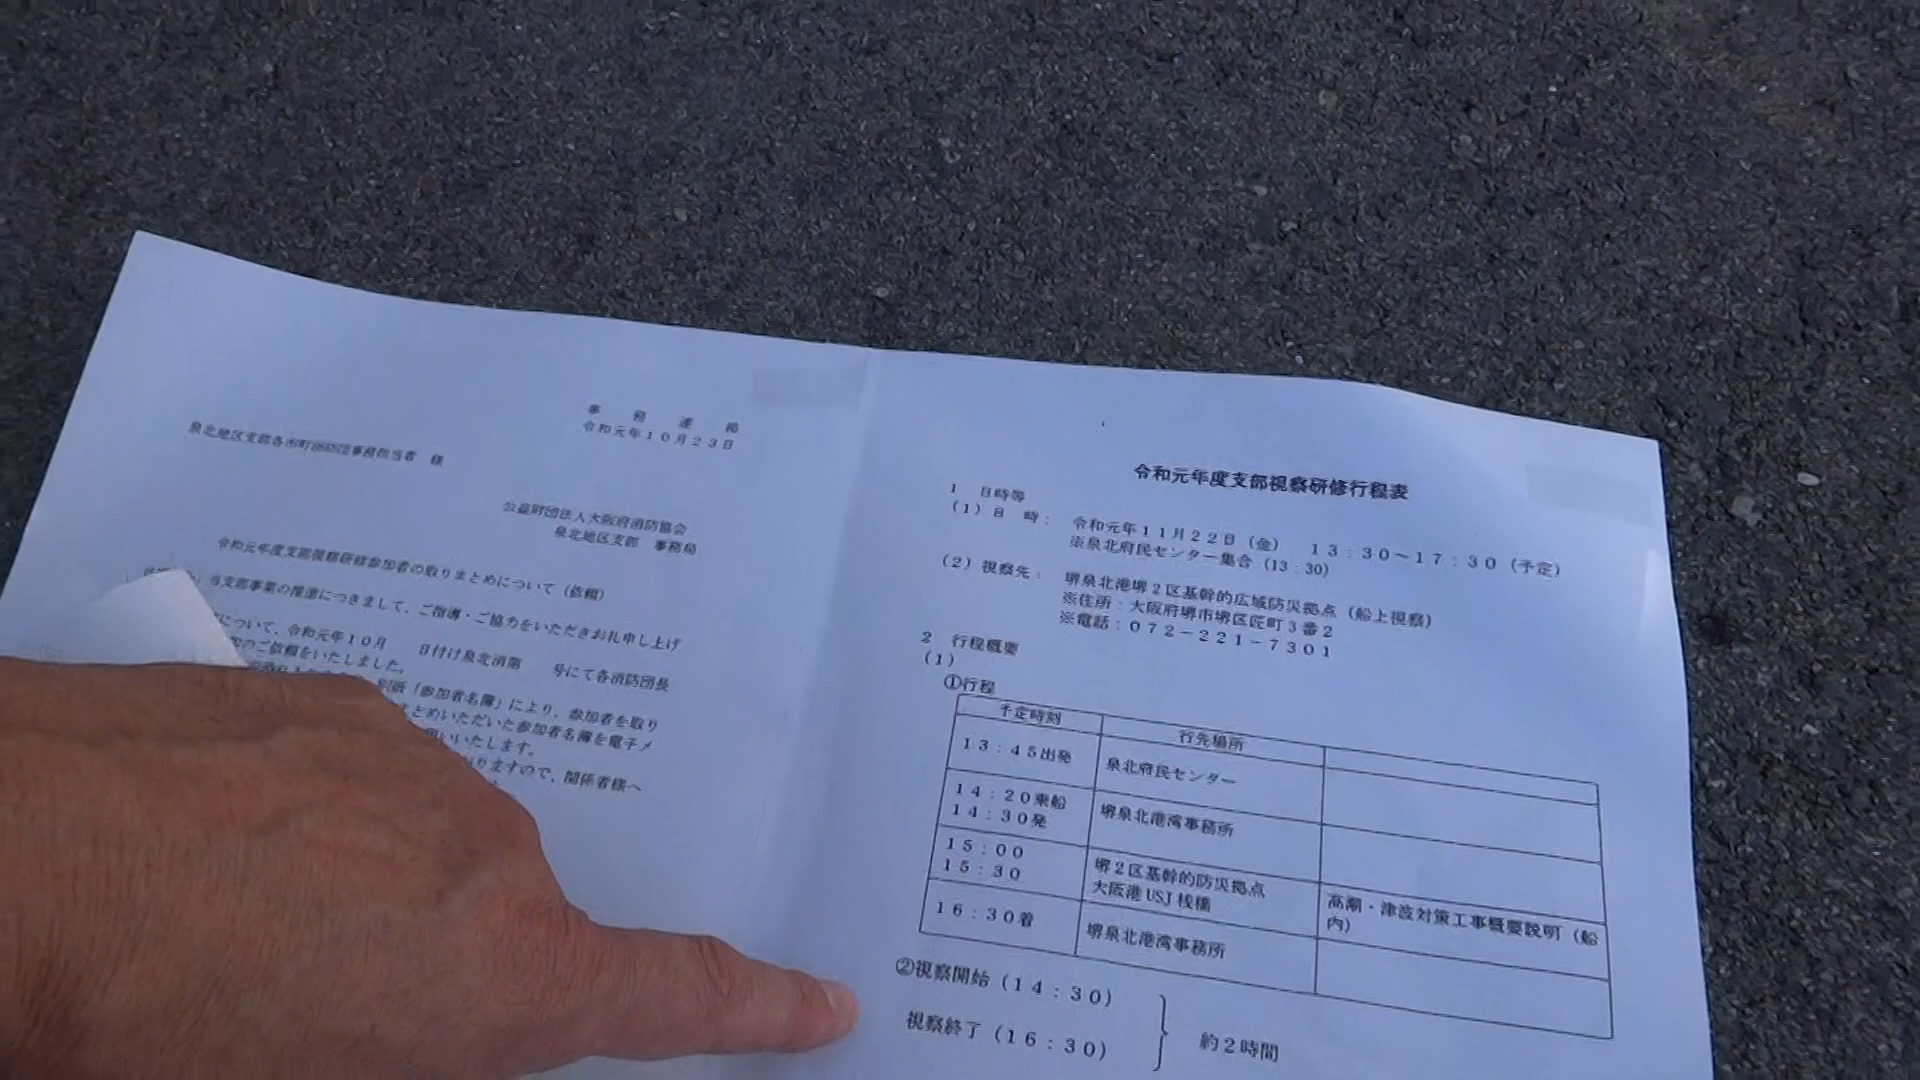 事　務　連　絡
令和元年１０月２３日
泉北地区支部各市町消防団事務担当者　様
公益財団法人大阪府消防協会
泉北地区支部　事務局
令和元年度支部視察研修参加者の取りまとめについて（依頼）
当支部事業の推進につきまして、ご指導・ご協力をいただきお礼申し上げ
について、令和元年１０月　　日付け泉北消第　　号にて各消防団長
のご依頼をいたしました。
「参加者名簿」により、参加者を取り
まとめいただいた参加者名簿を電子メ
いいたします。
りますので、関係者様へ
令和元年度支部視察研修行程表
１　日時等
（１）日　時：　令和元年１１月２２日（金）　１３：３０～１７：３０（予定）
※泉北府民センター集合（13：30）
（２）視察先：　堺泉北港堺２区基幹的広域防災拠点（船上視察）
※住所：大阪府堺市堺区匠町３番２
※電話：０７２－２２１－７３０１
２　行程概要
（１）
①行程
予定時刻　行先場所
１３：４５出発　泉北府民センター
１４：２０乗船
１４：３０発　堺泉北港湾事務所
１５：００　堺２区基幹的防災拠点
１５：３０　大阪港USJ桟橋　高潮・津波対策工事概要説明（船内）
１６：３０着　堺泉北港湾事務所
②視察開始（１４：３０）
視察終了（１６：３０）　約２時間